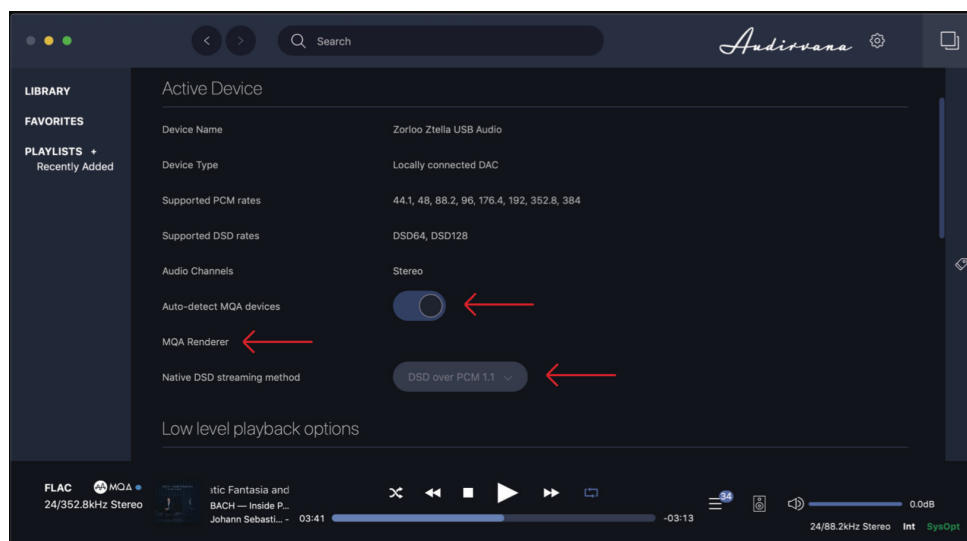 Search
Audirvana
LIBRARY
FAVORITES
PLAYLISTS +
Recently Added
Active Device
Device Name Zorloo Ztella USB Audio
Device Type Locally connected DAC
Supported PCM rates 44.1, 48, 88.2, 96, 176.4, 192, 352.8, 384
Supported DSD rates DSD64, DSD128
Audio Channels Stereo
Auto-detect MQA devices
MQA Renderer
Native DSD streaming method DSD over PCM 1.1
Low level playback options
FLAC MQA
24/352.8kHz Stereo
Fantasia and
BACH — Inside P...
Johann Sebasti... - 03:41 -03:13
34
0.0dB
24/88.2kHz Stereo Int SysOpt